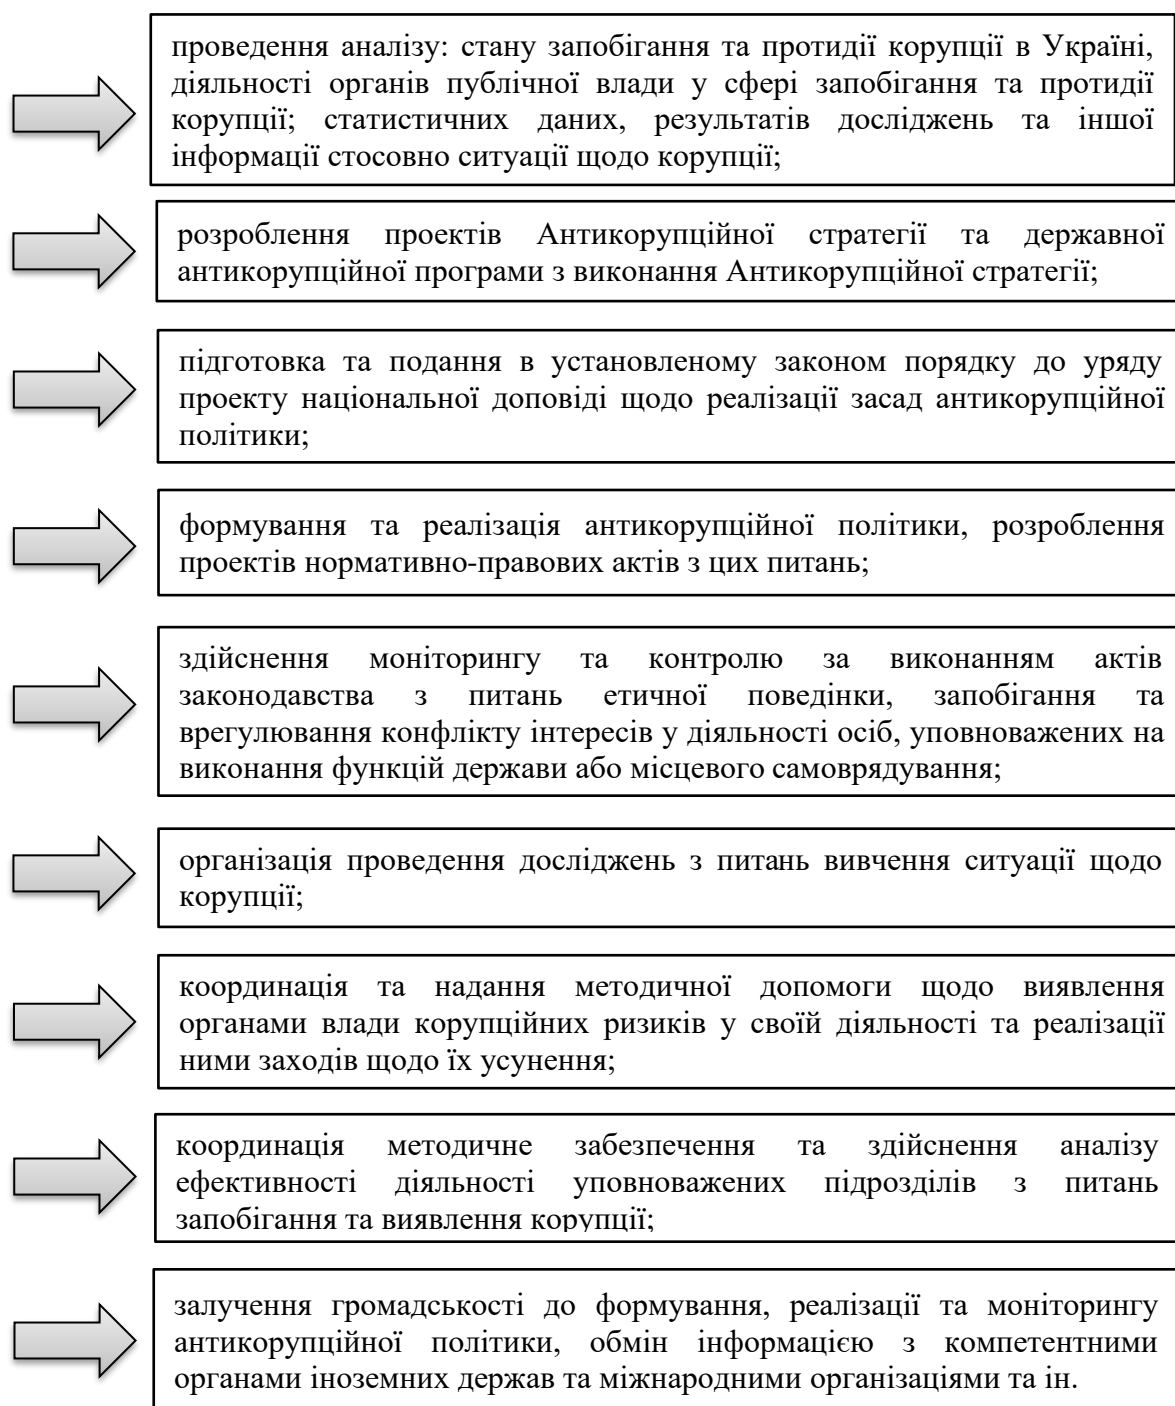 проведення аналізу: стану запобігання та протидії корупції в Україні,
діяльності органів публічної влади у сфері запобігання та протидії
корупції; статистичних даних, результатів досліджень та іншої
інформації стосовно ситуації щодо корупції;
розроблення проектів Антикорупційної стратегії та державної
антикорупційної програми з виконання Антикорупційної стратегії;
підготовка та подання в установленому законом порядку до уряду
проекту національної доповіді щодо реалізації засад антикорупційної
політики;
формування та реалізація антикорупційної політики, розроблення
проектів нормативно-правових актів з цих питань;
здійснення моніторингу та контролю за виконанням актів
законодавства з питань етичної поведінки, запобігання та
врегулювання конфлікту інтересів у діяльності осіб, уповноважених на
виконання функцій держави або місцевого самоврядування;
організація проведення досліджень з питань вивчення ситуації щодо
корупції;
координація та надання методичної допомоги щодо виявлення
органами влади корупційних ризиків у своїй діяльності та реалізації
ними заходів щодо їх усунення;
координація методичне забезпечення та здійснення аналізу
ефективності діяльності уповноважених підрозділів з питань
запобігання та виявлення корупції;
залучення громадськості до формування, реалізації та моніторингу
антикорупційної політики, обмін інформацією з компетентними
органами іноземних держав та міжнародними організаціями та ін.